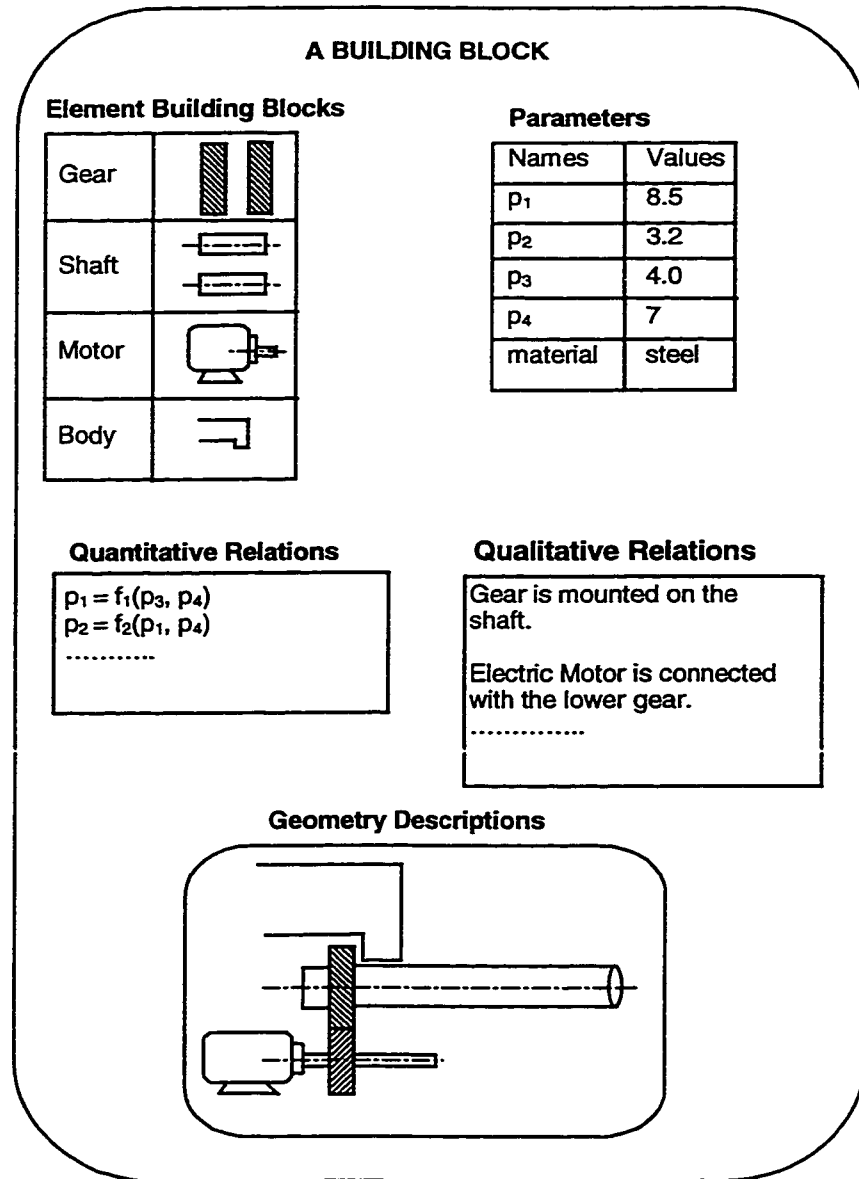 A BUILDING BLOCK
Element Building Blocks
Gear
Shaft
Motor
Body
Parameters
Names Values
p₁ 8.5
p₂ 3.2
p₃ 4.0
p₄ 7
material steel
Quantitative Relations
p₁ = f₁(p₃, p₄)
p₂ = f₂(p₁, p₄)
...........
Qualitative Relations
Gear is mounted on the
shaft.
Electric Motor is connected
with the lower gear.
..............
Geometry Descriptions